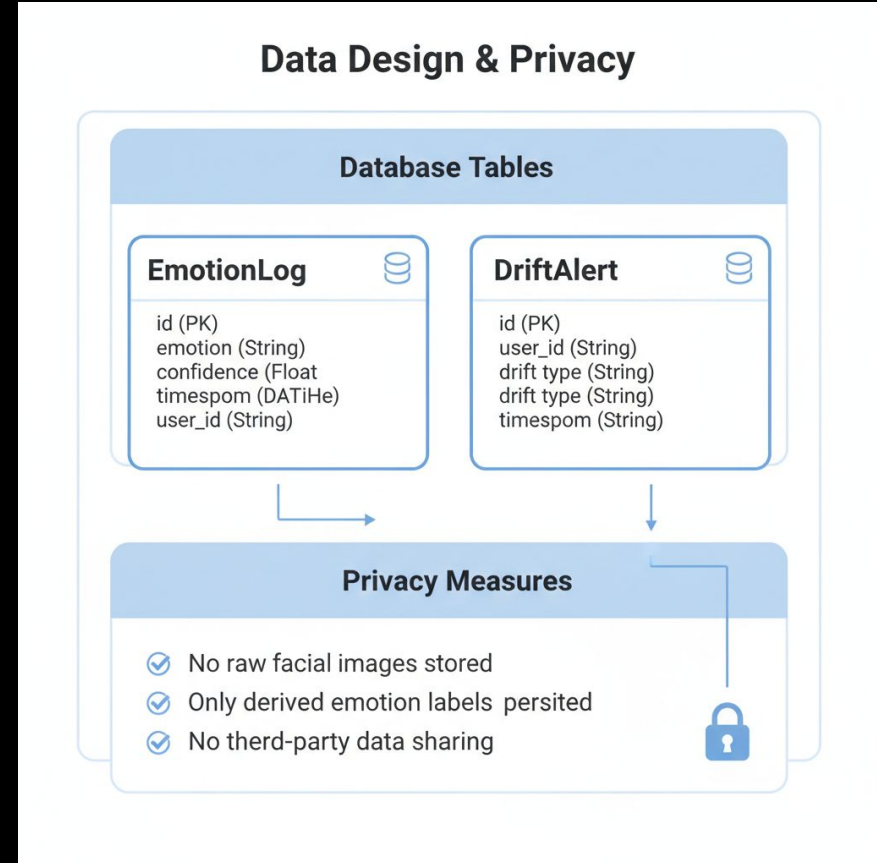 Data Design & Privacy
Database Tables
EmotionLog
id (PK)
emotion (String)
confidence (Float
timespom (DATiHe)
user_id (String)
DriftAlert
id (PK)
user_id (String)
drift type (String)
drift type (String)
timespom (String)
Privacy Measures
No raw facial images stored
Only derived emotion labels persited
No therd-party data sharing